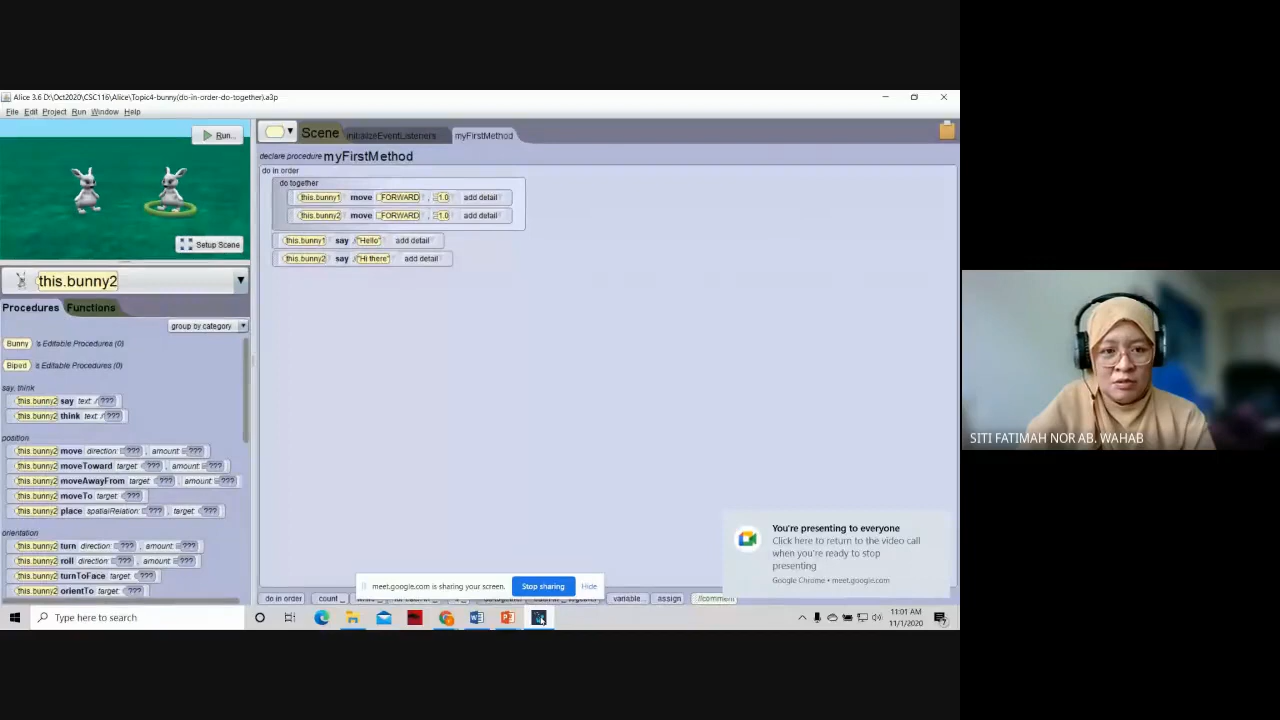 Alice 3.6 D:\Oct2020\CSC116\Alice\Topic4-bunny(do-in-order-do-together).a3p
File Edit Project Run Window Help
Run...
Scene initializeEventListeners myFirstMethod
declare procedure myFirstMethod
do in order
do together
this.bunny1 move FORWARD , 1.0 add detail
this.bunny2 move FORWARD , 1.0 add detail
this.bunny1 say "Hello" add detail
this.bunny2 say "Hi there" add detail
Setup Scene
this.bunny2
Procedures Functions
group by category
Bunny 's Editable Procedures (0)
Biped 's Editable Procedures (0)
say, think
this.bunny2 say text: ???
this.bunny2 think text: ???
position
this.bunny2 move direction: ??? , amount: ???
this.bunny2 moveToward target: ??? , amount: ???
this.bunny2 moveAwayFrom target: ??? , amount: ???
this.bunny2 moveTo target: ???
this.bunny2 place spatialRelation: ??? , target: ???
orientation
this.bunny2 turn direction: ??? , amount: ???
this.bunny2 roll direction: ??? , amount: ???
this.bunny2 turnToFace target: ???
this.bunny2 orientTo target: ???
You're presenting to everyone
Click here to return to the video call
when you're ready to stop
presenting
Google Chrome • meet.google.com
meet.google.com is sharing your screen. Stop sharing Hide
do in order count _ variable... assign //comment
Type here to search
11:01 AM
11/1/2020
SITI FATIMAH NOR AB. WAHAB